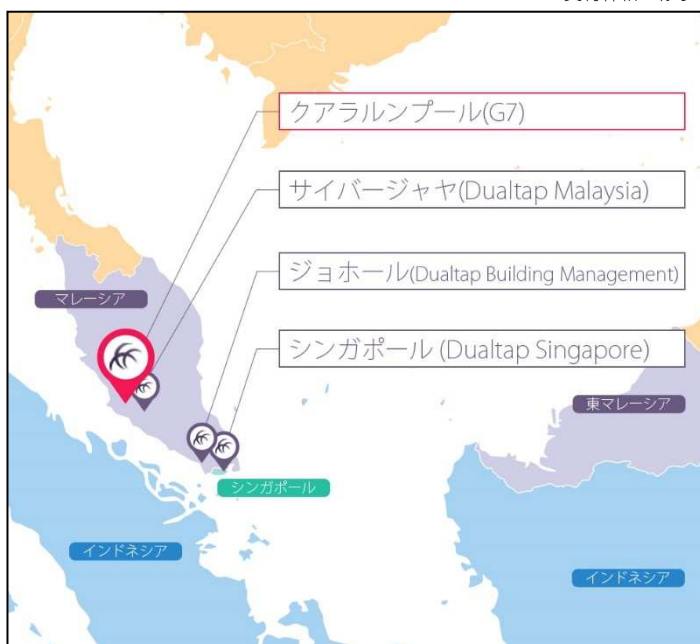 クアラルンプール(G7)
サイバージャヤ(Dualtap Malaysia)
ジョホール(Dualtap Building Management)
シンガポール (Dualtap Singapore)
マレーシア
東マレーシア
シンガポール
インドネシア
インドネシア